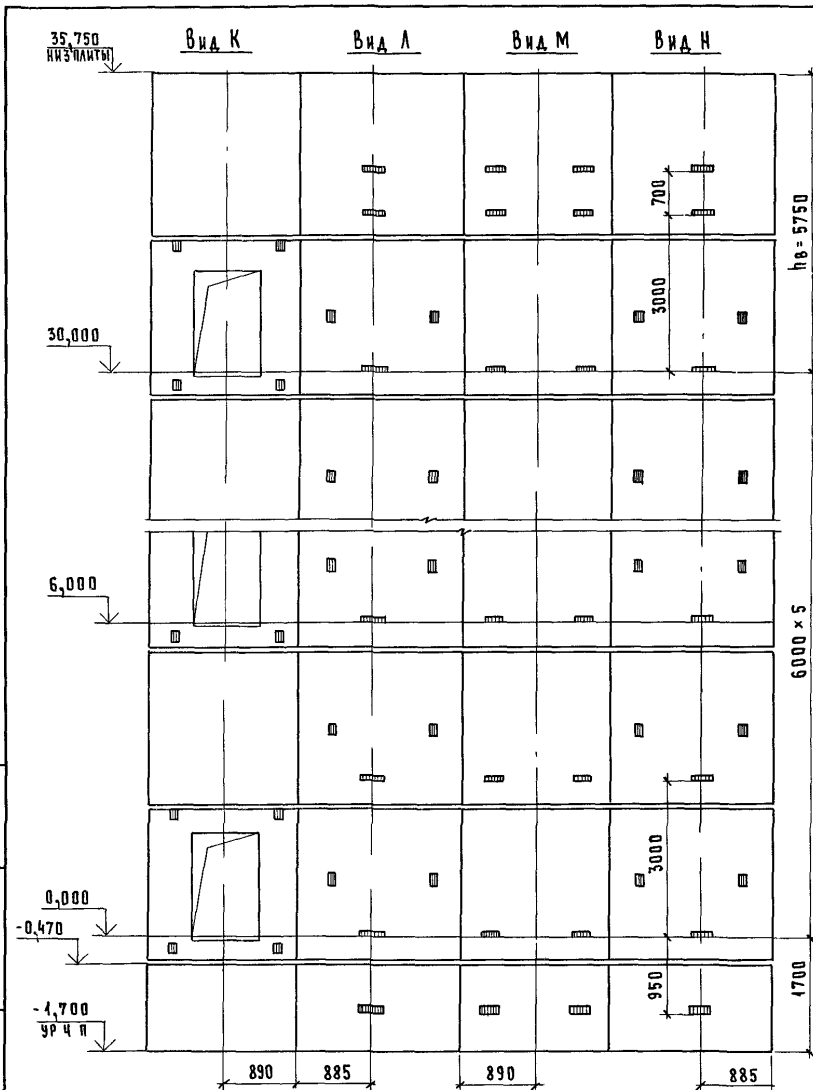 Вид К
Вид Л
Вид М
Вид Н
35,750
низ плиты
700
hв = 5750
3000
30,000
6,000
6000 × 5
3000
0,000
-0,470
950
1700
-1,700
ур ч п
890
885
890
885